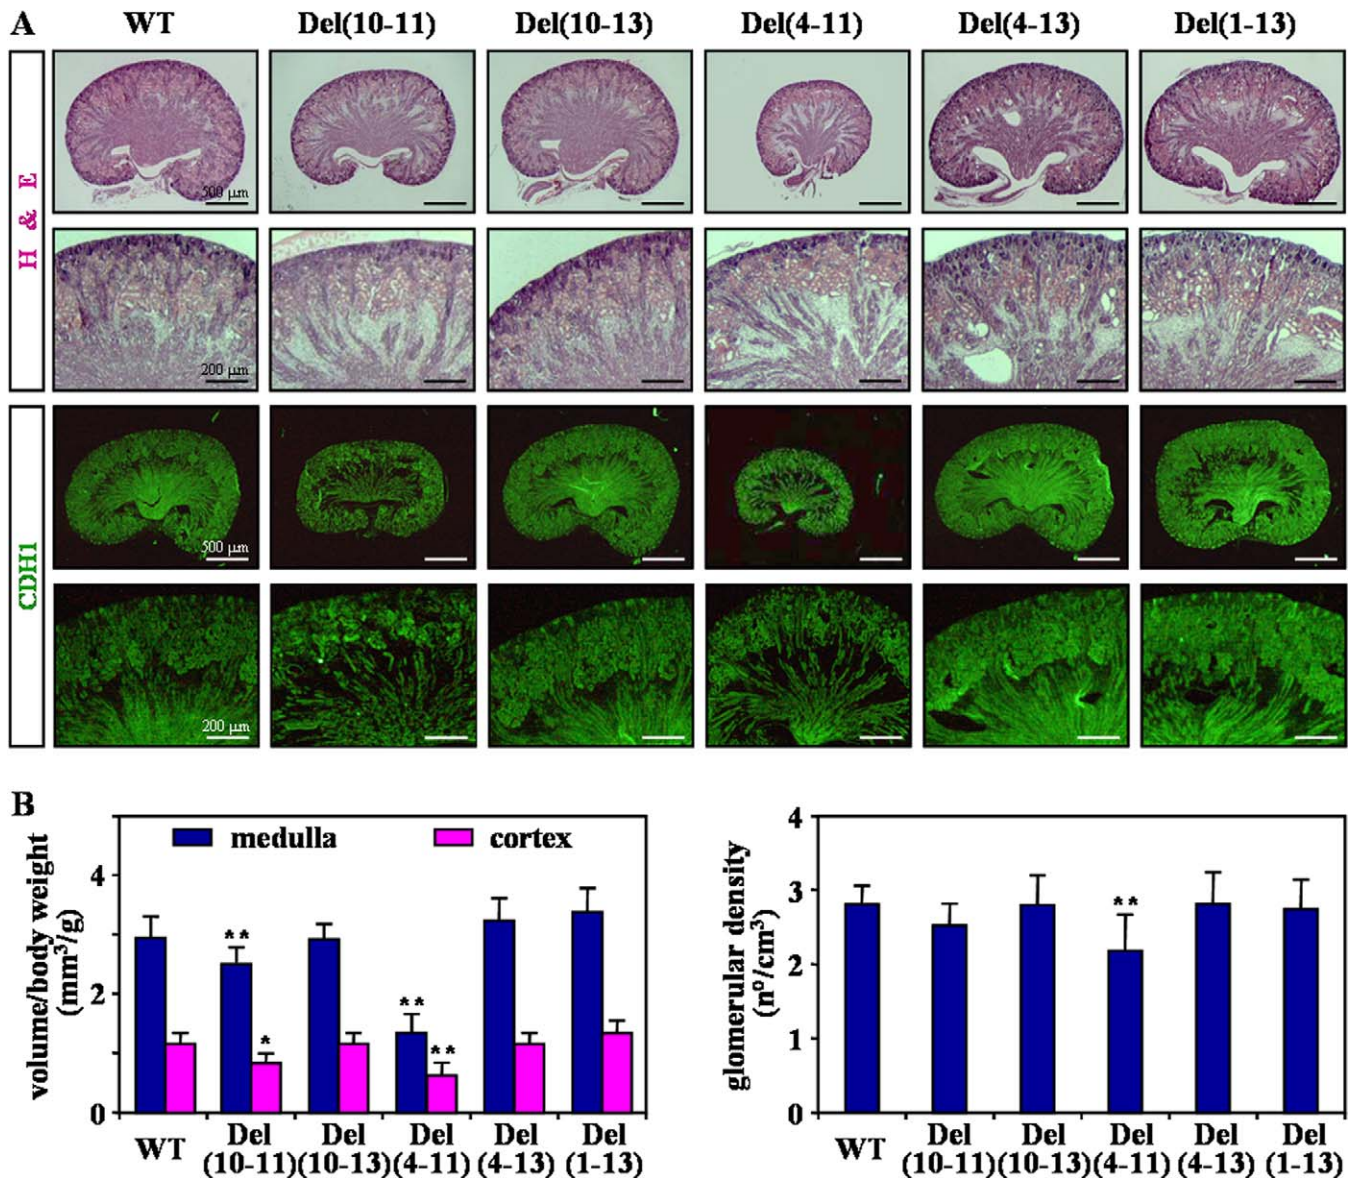 A
WT Del(10-11) Del(10-13) Del(4-11) Del(4-13) Del(1-13)
H & E
500 µm
200 µm
CDH1
500 µm
200 µm
B
volume/body weight
(mm³/g)
medulla cortex
4
2
0
**
*
**
**
WT Del (10-11) Del (10-13) Del (4-11) Del (4-13) Del (1-13)
glomerular density
(nº/cm³)
4
3
2
1
0
**
WT Del (10-11) Del (10-13) Del (4-11) Del (4-13) Del (1-13)